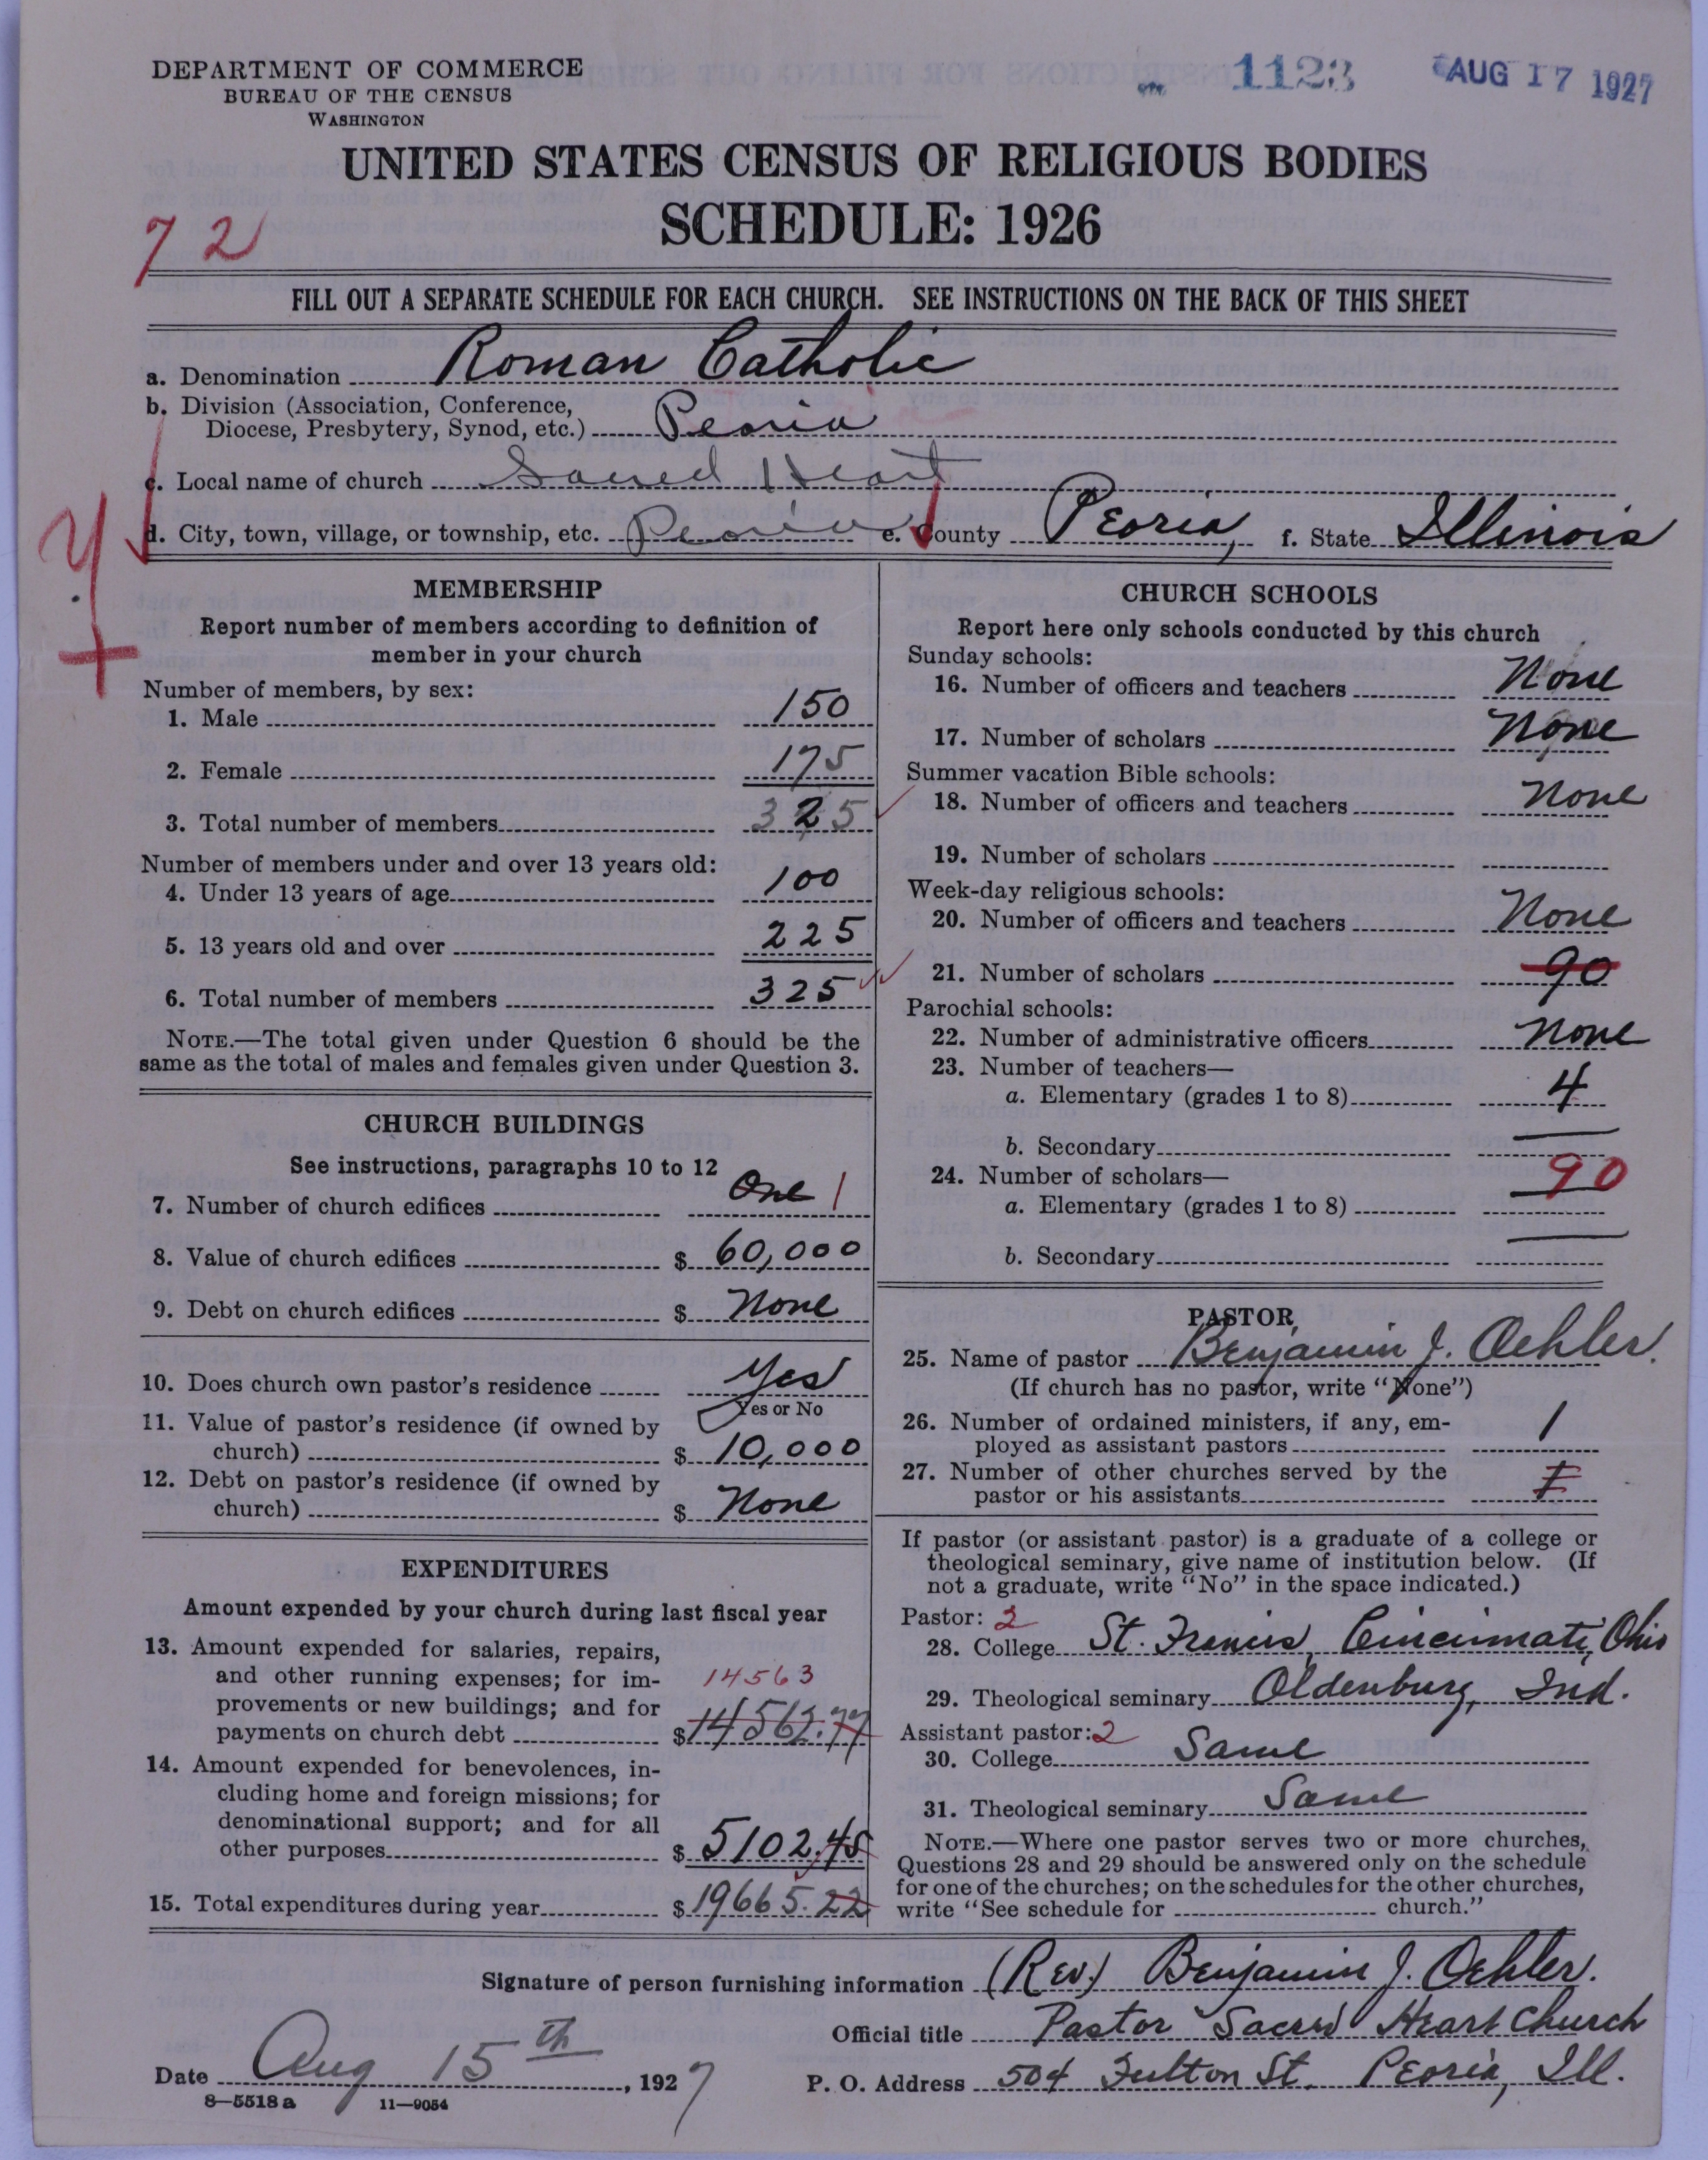 DEPARTMENT OF COMMERCE
BUREAU OF THE CENSUS
WASHINGTON
1123 AUG 17 1927
UNITED STATES CENSUS OF RELIGIOUS BODIES
SCHEDULE: 1926
72
FILL OUT A SEPARATE SCHEDULE FOR EACH CHURCH. SEE INSTRUCTIONS ON THE BACK OF THIS SHEET
a. Denomination Roman Catholic
b. Division (Association, Conference,
Diocese, Presbytery, Synod, etc.) Peoria
c. Local name of church Sacred Heart
d. City, town, village, or township, etc. Peoria e. County Peoria, f. State Illinois
MEMBERSHIP
Report number of members according to definition of
member in your church
Number of members, by sex:
1. Male 150
2. Female 175
3. Total number of members 325
Number of members under and over 13 years old:
4. Under 13 years of age 100
5. 13 years old and over 225
6. Total number of members 325
NOTE.—The total given under Question 6 should be the
same as the total of males and females given under Question 3.
CHURCH BUILDINGS
See instructions, paragraphs 10 to 12
7. Number of church edifices One 1
8. Value of church edifices $ 60,000
9. Debt on church edifices $ None
10. Does church own pastor's residence Yes
Yes or No
11. Value of pastor's residence (if owned by
church) $ 10,000
12. Debt on pastor's residence (if owned by
church) $ None
EXPENDITURES
Amount expended by your church during last fiscal year
13. Amount expended for salaries, repairs,
and other running expenses; for im- 14563
provements or new buildings; and for
payments on church debt $ 14562.77
14. Amount expended for benevolences, in-
cluding home and foreign missions; for
denominational support; and for all
other purposes $ 5102.45
15. Total expenditures during year $ 19665.22
CHURCH SCHOOLS
Report here only schools conducted by this church
Sunday schools:
16. Number of officers and teachers None
17. Number of scholars None
Summer vacation Bible schools:
18. Number of officers and teachers None
19. Number of scholars
Week-day religious schools:
20. Number of officers and teachers None
21. Number of scholars 90
Parochial schools:
22. Number of administrative officers None
23. Number of teachers—
a. Elementary (grades 1 to 8) 4
b. Secondary
24. Number of scholars— 90
a. Elementary (grades 1 to 8)
b. Secondary
PASTOR
25. Name of pastor Benjamin J. Oehler.
(If church has no pastor, write "None")
26. Number of ordained ministers, if any, em-
ployed as assistant pastors 1
27. Number of other churches served by the
pastor or his assistants
If pastor (or assistant pastor) is a graduate of a college or
theological seminary, give name of institution below. (If
not a graduate, write "No" in the space indicated.)
Pastor: 2
28. College St. Francis, Cincinnati, Ohio
29. Theological seminary Oldenburg, Ind.
Assistant pastor: 2
30. College Same
31. Theological seminary Same
NOTE.—Where one pastor serves two or more churches,
Questions 28 and 29 should be answered only on the schedule
for one of the churches; on the schedules for the other churches,
write "See schedule for church."
Signature of person furnishing information (Rev.) Benjamin J. Oehler.
Official title Pastor Sacred Heart Church
Date Aug 15th, 1927 P. O. Address 504 Fulton St. Peoria, Ill.
8—5518a 11—9054